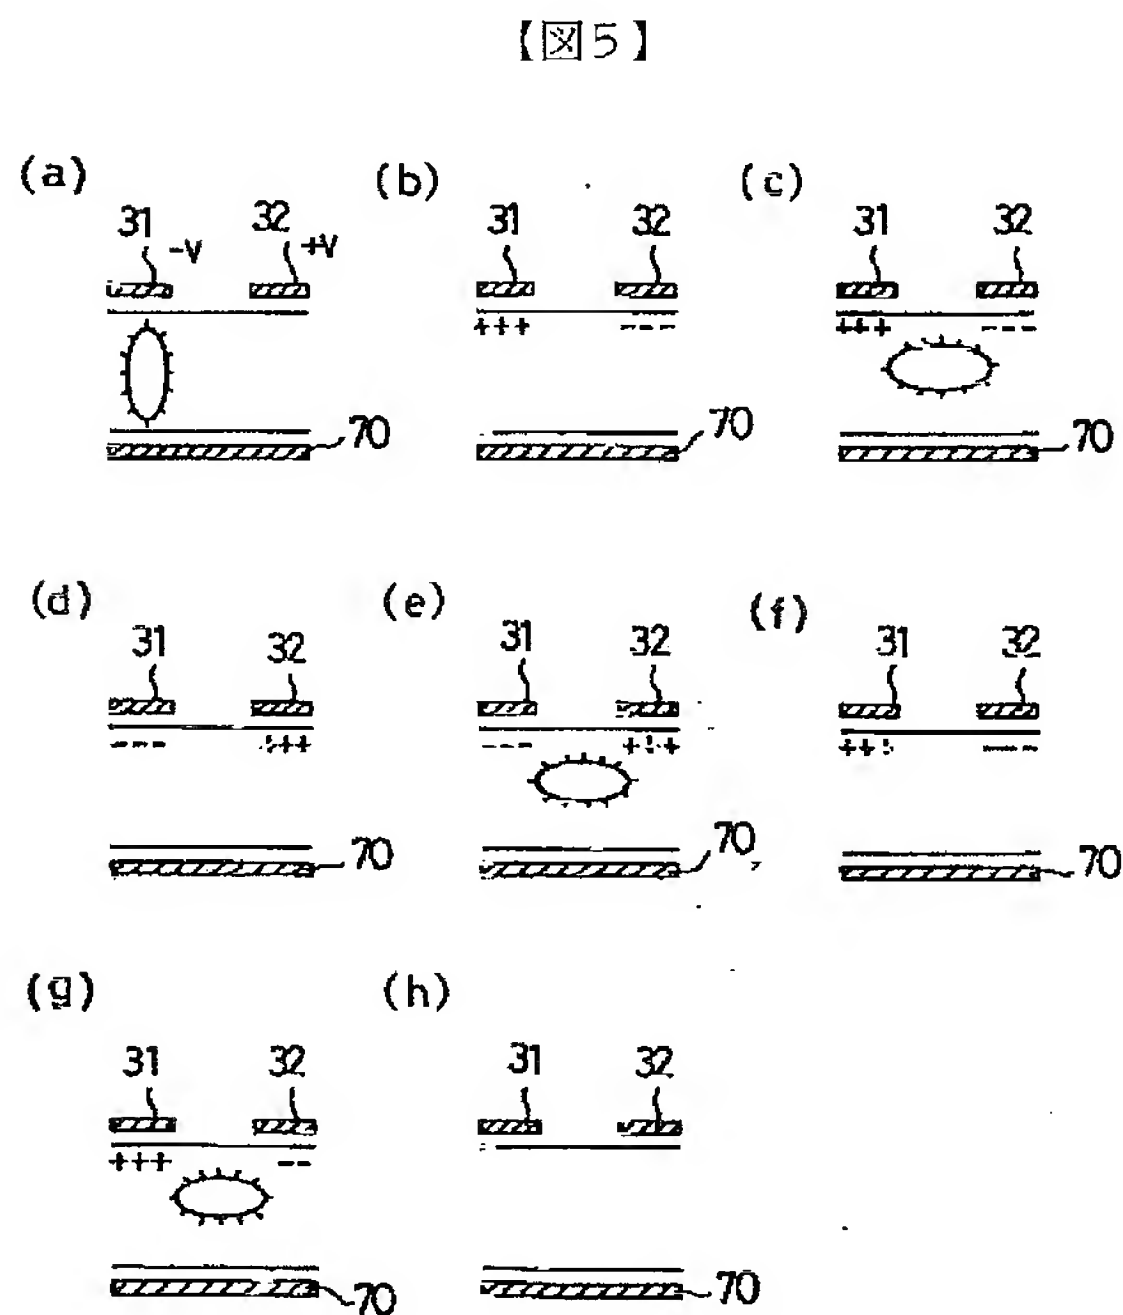 【図5】
(a) (b) (c)
31 -V 32 +V 31 32 31 32
+++ --- +++ ---
70 70 70
(d) (e) (f)
31 32 31 32 31 32
--- +++ --- +++ +++ ---
70 70 70
(g) (h)
31 32 31 32
+++ --
70 70